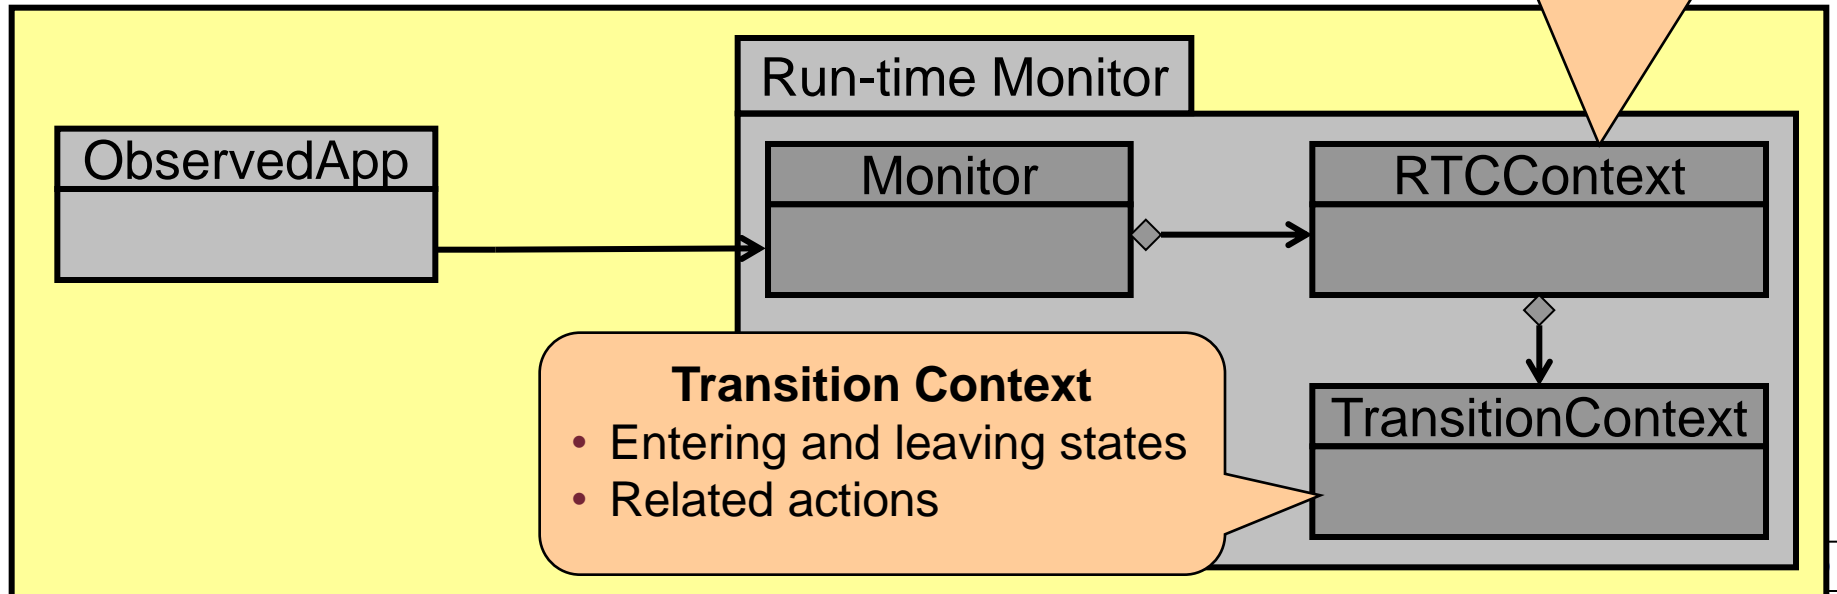 Run-time Monitor
ObservedApp
Monitor
RTCContext
Transition Context
• Entering and leaving states
• Related actions
TransitionContext